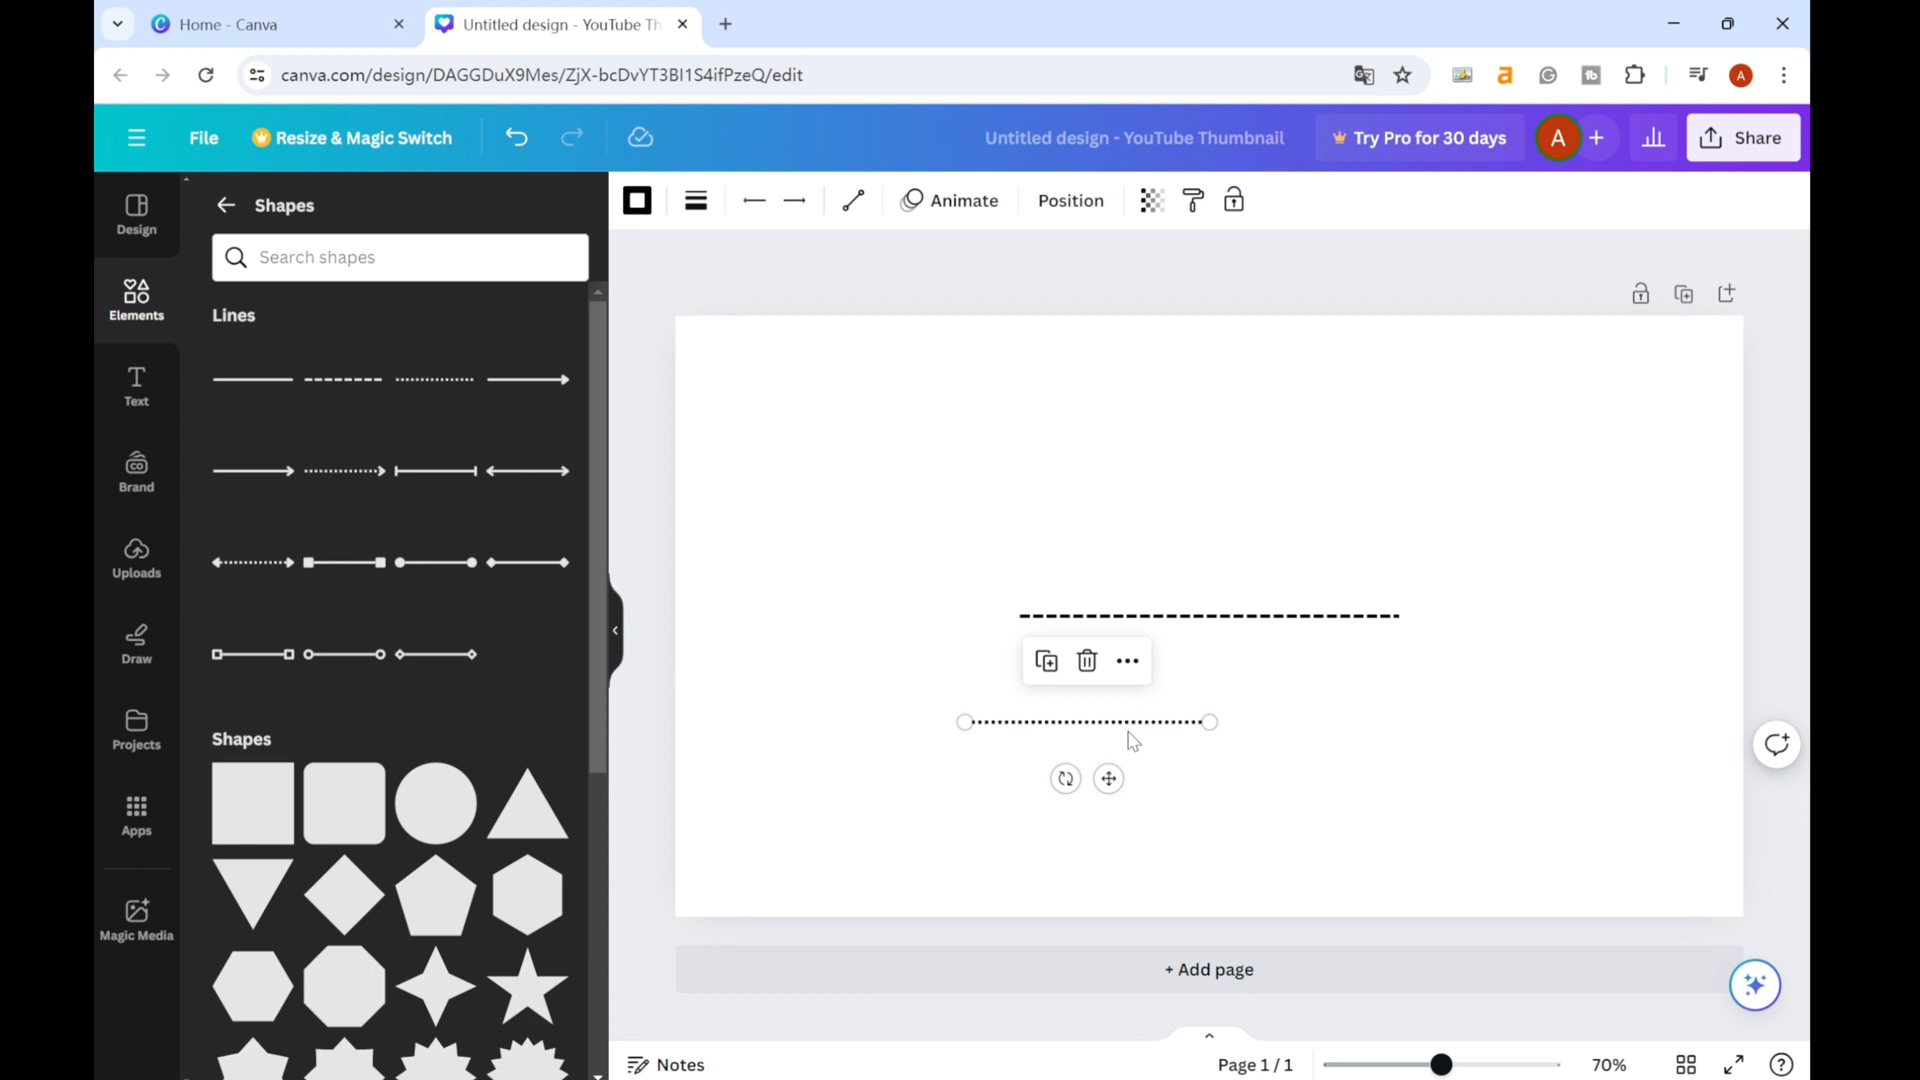 Home - Canva
Untitled design - YouTube Th
canva.com/design/DAGGDuX9Mes/ZjX-bcDvYT3BI1S4ifPzeQ/edit
a
G
tb
A
File
Resize & Magic Switch
Untitled design - YouTube Thumbnail
Try Pro for 30 days
A
Share
Design
Elements
Text
Brand
Uploads
Draw
Projects
Apps
Magic Media
Shapes
Search shapes
Lines
Shapes
Animate
Position
+ Add page
Notes
Page 1 / 1
70%